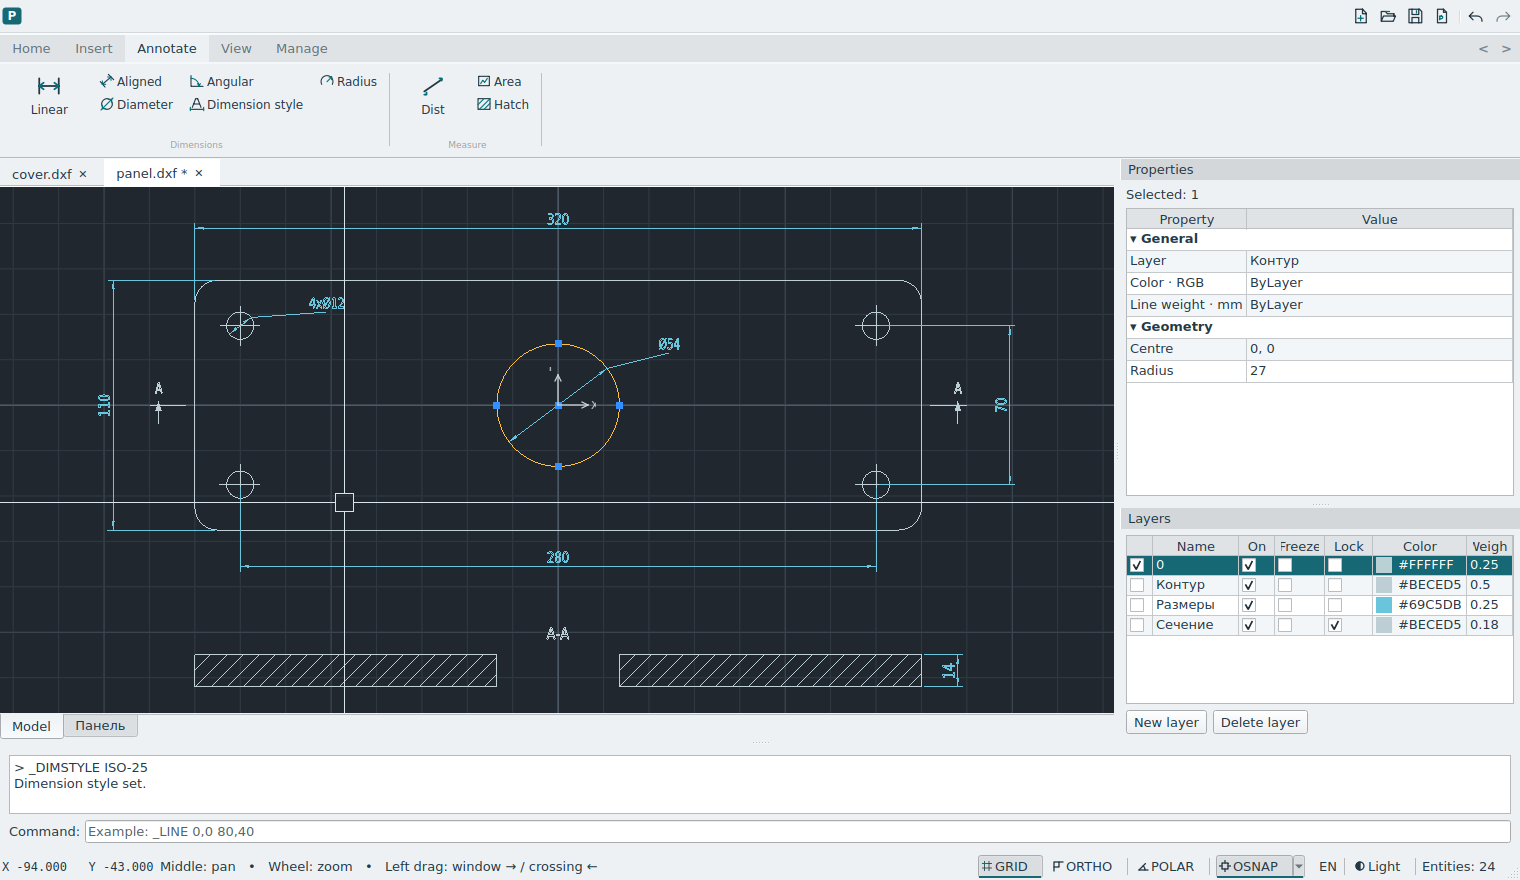 P
Home Insert Annotate View Manage < >
Linear
Aligned Angular Radius
Diameter Dimension style
Dimensions
Dist
Area
Hatch
Measure
cover.dxf × panel.dxf * ×
320
4xØ12
Ø54
A A
110
70
X
280
A-A
14
Model Панель
Properties
Selected: 1
Property Value
▾ General
Layer Контур
Color · RGB ByLayer
Line weight · mm ByLayer
▾ Geometry
Centre 0, 0
Radius 27
Layers
Name On Freeze Lock Color Veigh
0 #FFFFFF 0.25
Контур #BECED5 0.5
Размеры #69C5DB 0.25
Сечение #BECED5 0.18
New layer Delete layer
> _DIMSTYLE ISO-25
Dimension style set.
Command: Example: _LINE 0,0 80,40
X -94.000 Y -43.000 Middle: pan • Wheel: zoom • Left drag: window → / crossing ← GRID ORTHO POLAR OSNAP EN Light Entities: 24